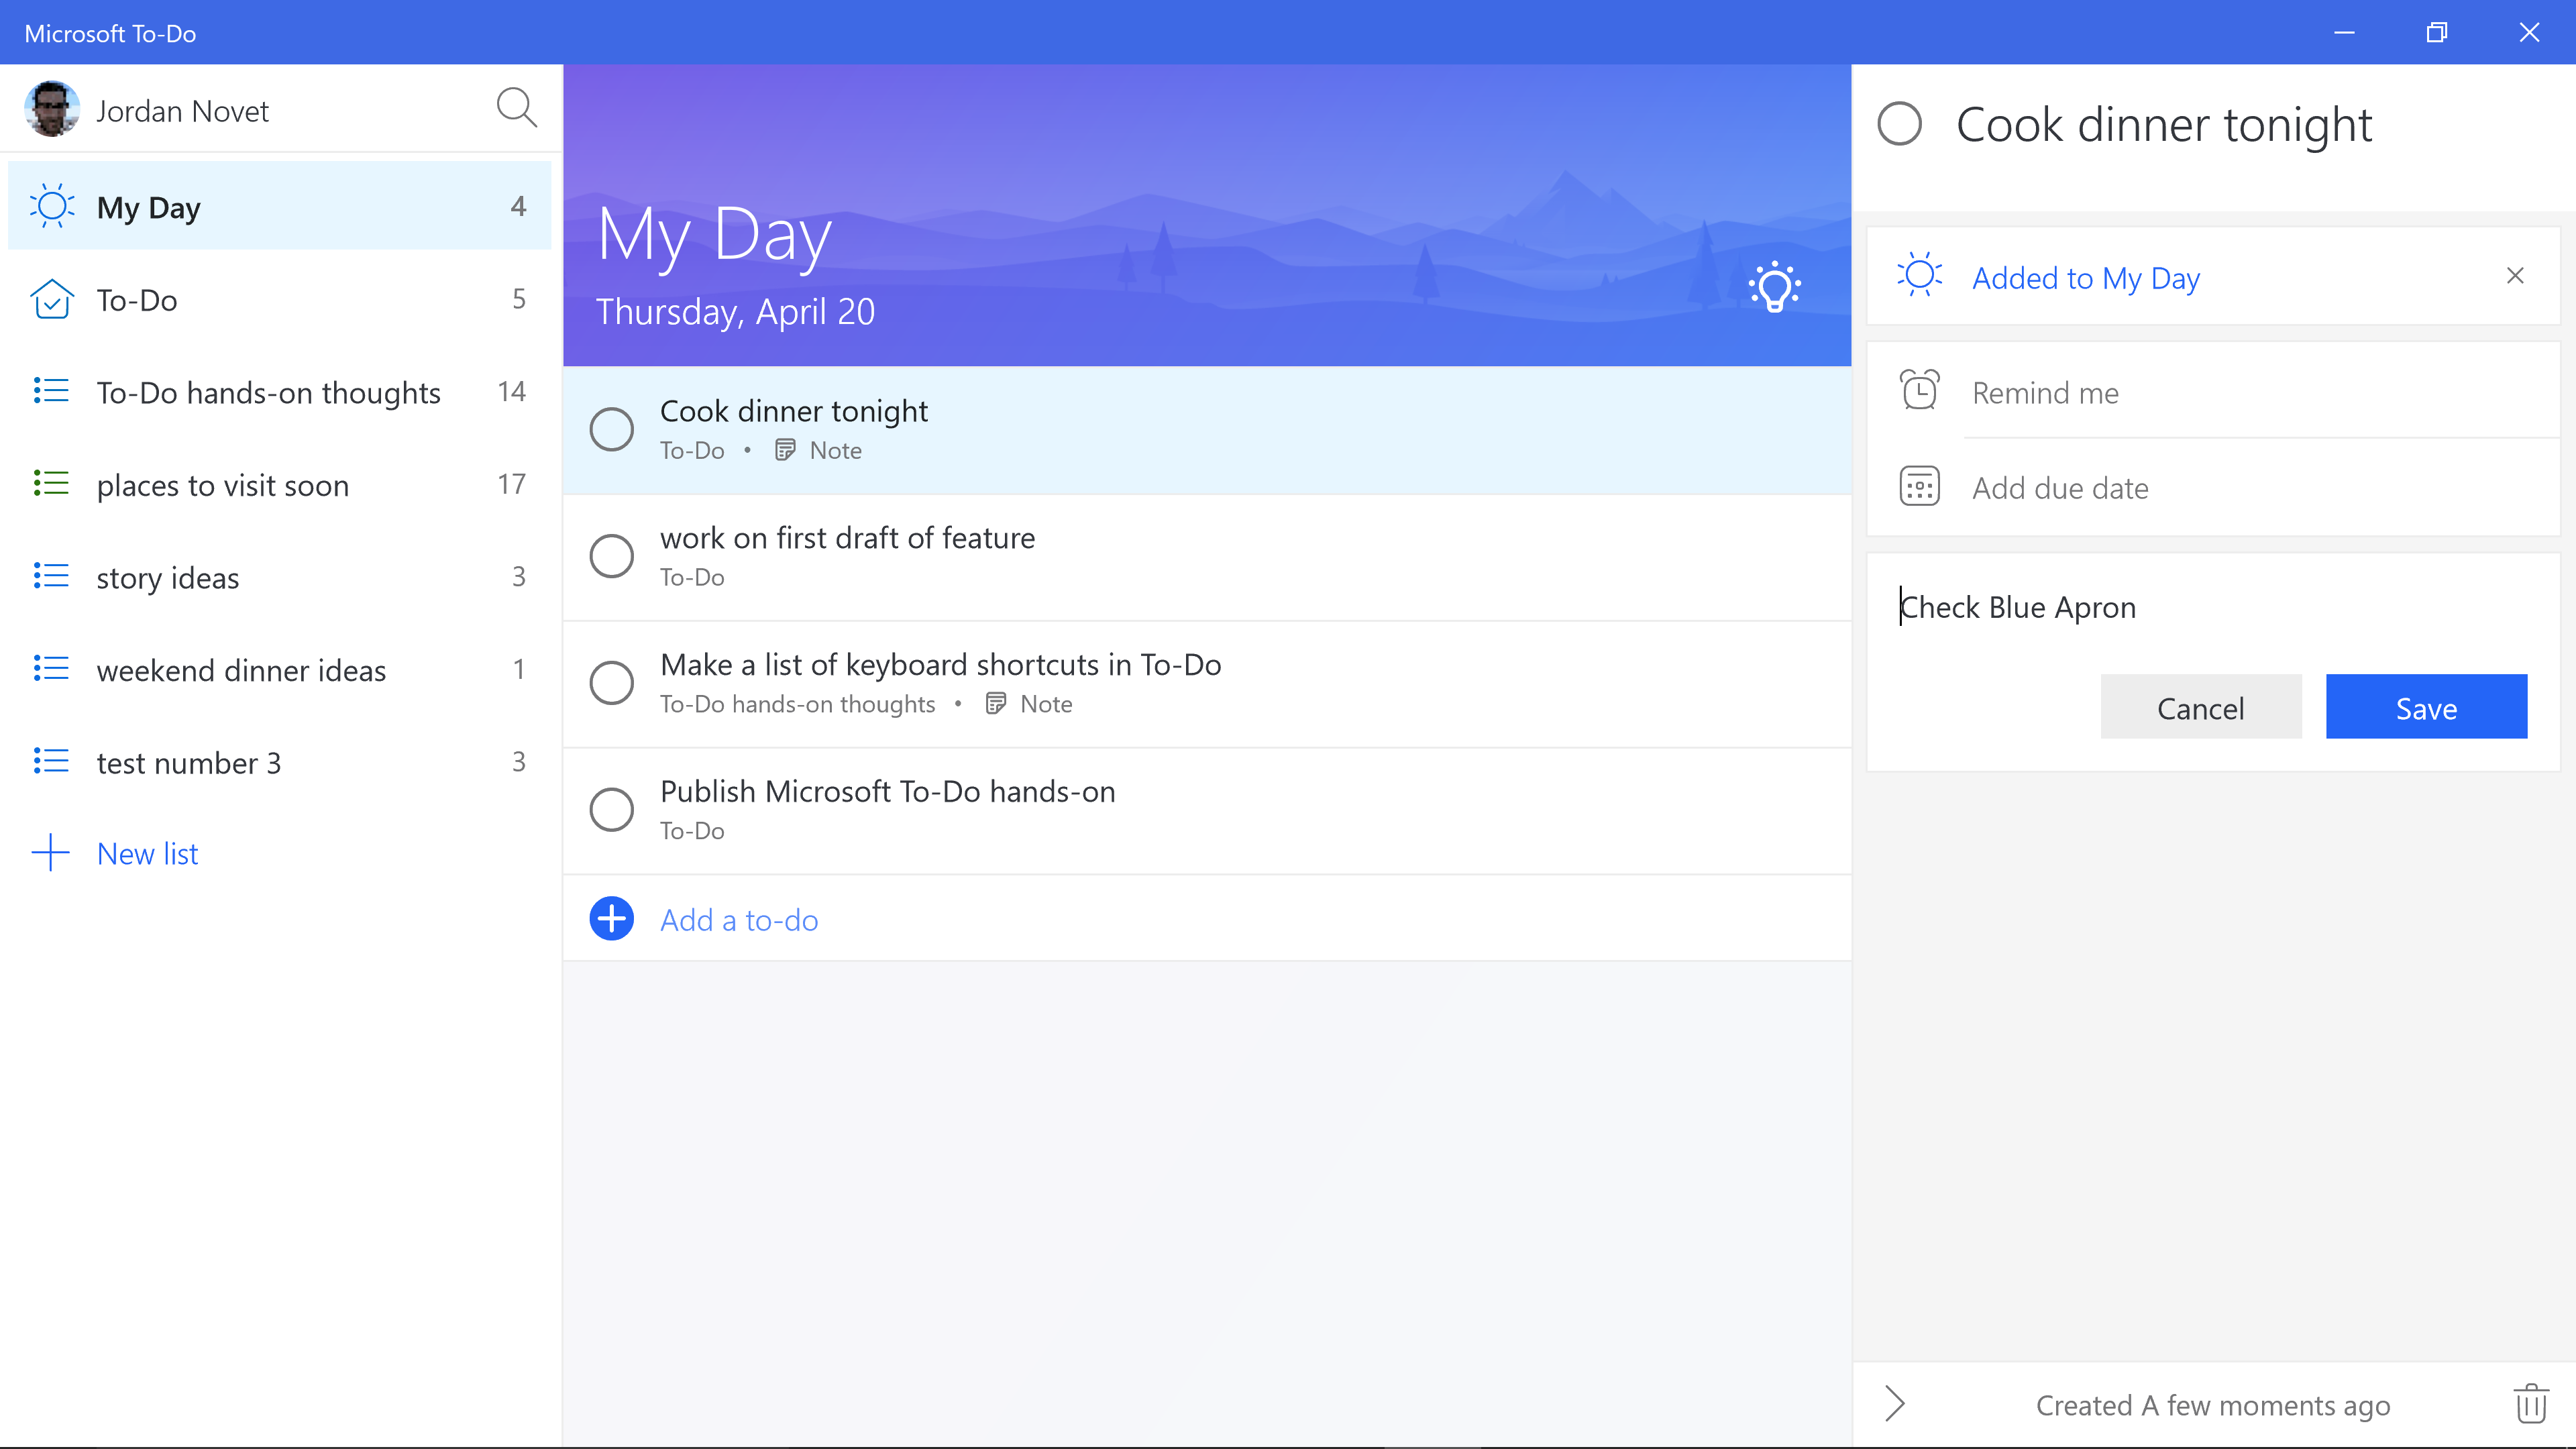 Microsoft To-Do
Jordan Novet
My Day 4
To-Do 5
To-Do hands-on thoughts 14
places to visit soon 17
story ideas 3
weekend dinner ideas 1
test number 3 3
New list
My Day
Thursday, April 20
Cook dinner tonight
To-Do • Note
work on first draft of feature
To-Do
Make a list of keyboard shortcuts in To-Do
To-Do hands-on thoughts • Note
Publish Microsoft To-Do hands-on
To-Do
Add a to-do
Cook dinner tonight
Added to My Day
Remind me
Add due date
Check Blue Apron
Cancel Save
Created A few moments ago